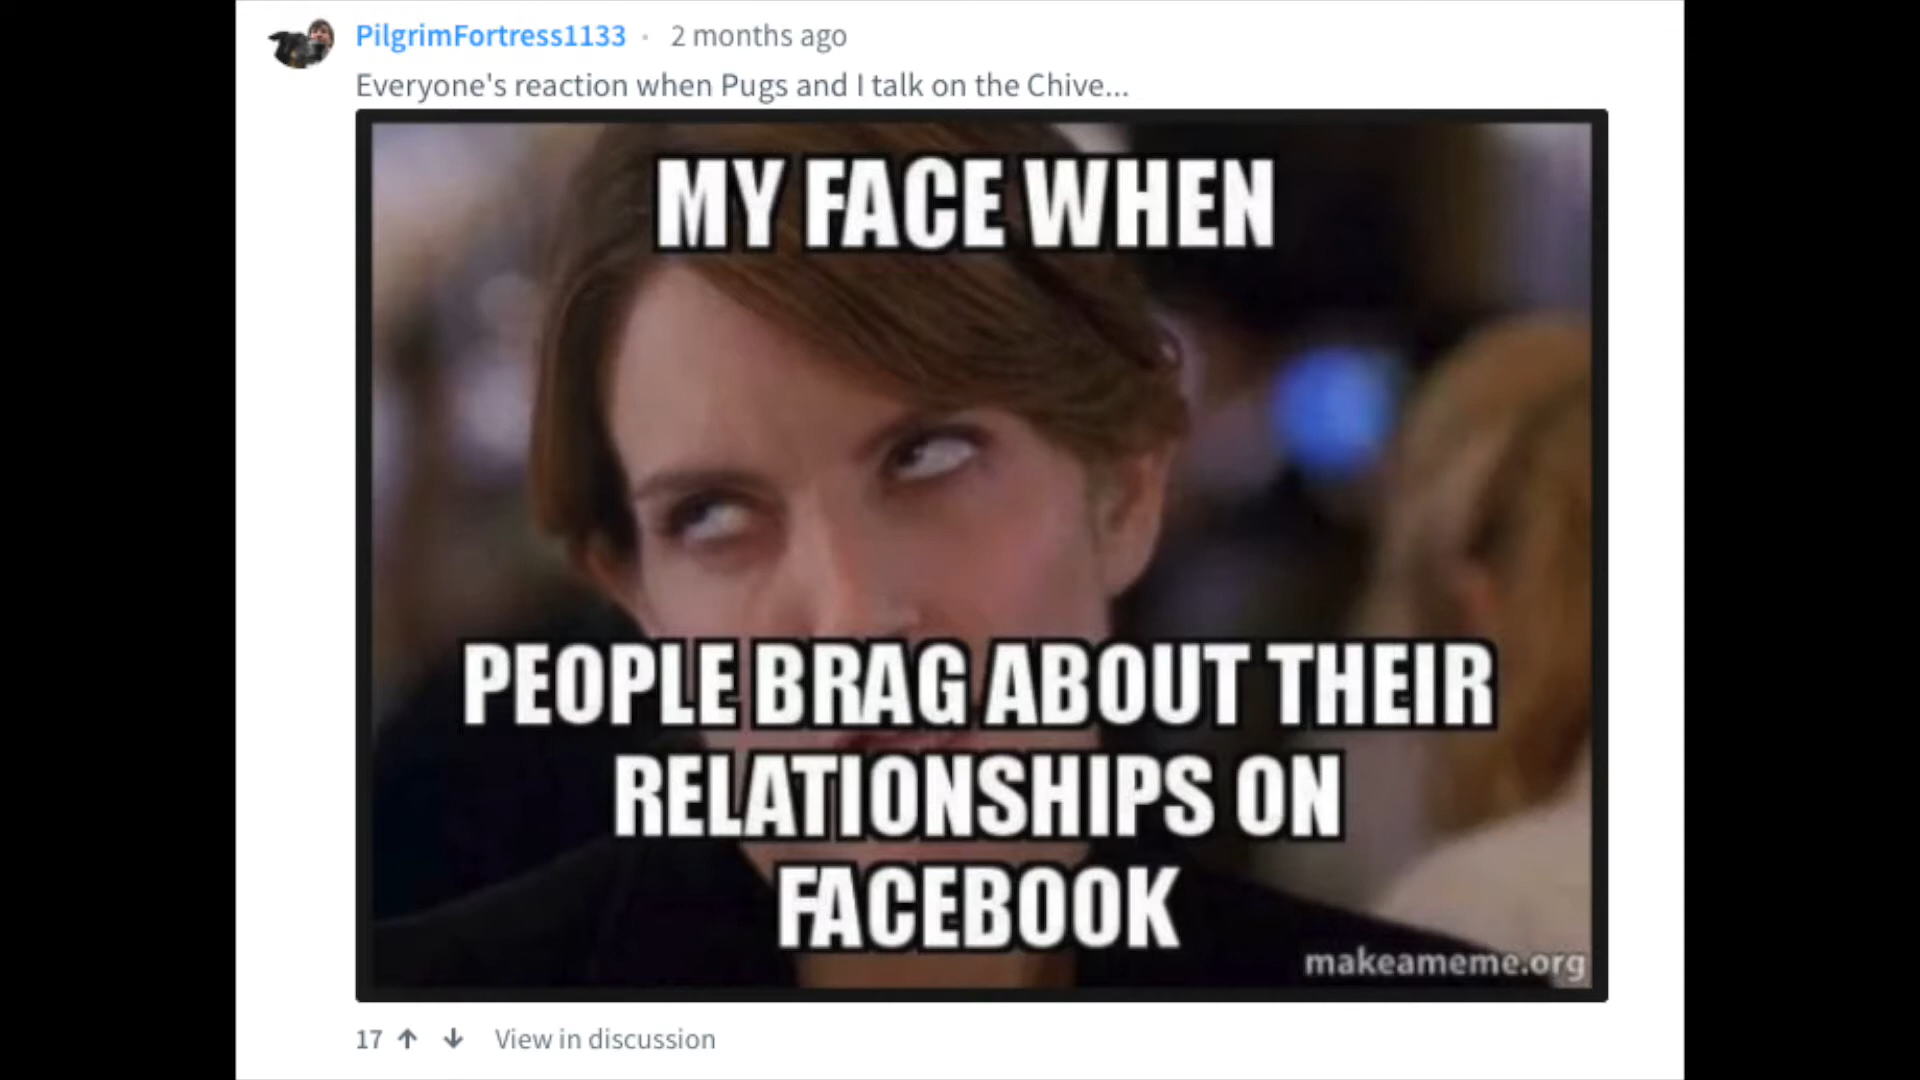 PilgrimFortress1133 · 2 months ago
Everyone's reaction when Pugs and I talk on the Chive...
MY FACE WHEN
PEOPLE BRAG ABOUT THEIR
RELATIONSHIPS ON
FACEBOOK
makeameme.org
17 View in discussion